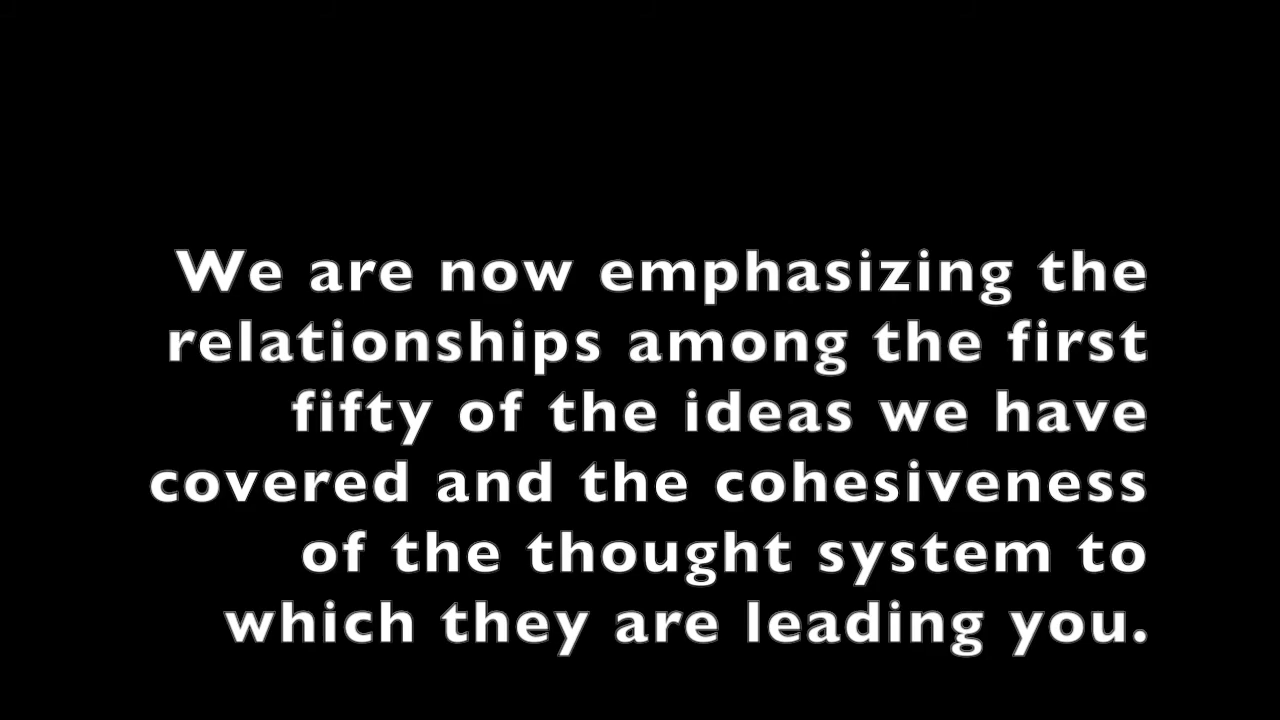 We are now emphasizing the
relationships among the first
fifty of the ideas we have
covered and the cohesiveness
of the thought system to
which they are leading you.